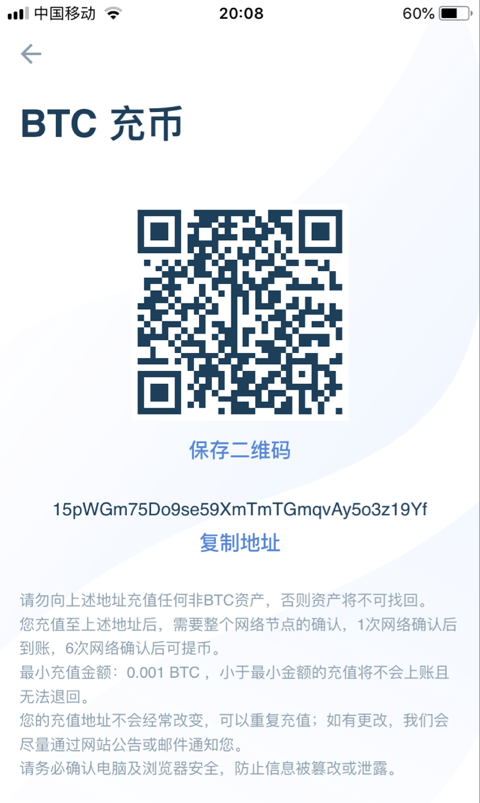 中国移动 20:08 60%
BTC 充币
保存二维码
15pWGm75Do9se59XmTmTGmqvAy5o3z19Yf
复制地址
请勿向上述地址充值任何非BTC资产，否则资产将不可找回。
您充值至上述地址后，需要整个网络节点的确认，1次网络确认后
到账，6次网络确认后可提币。
最小充值金额：0.001 BTC ，小于最小金额的充值将不会上账且
无法退回。
您的充值地址不会经常改变，可以重复充值；如有更改，我们会
尽量通过网站公告或邮件通知您。
请务必确认电脑及浏览器安全，防止信息被篡改或泄露。